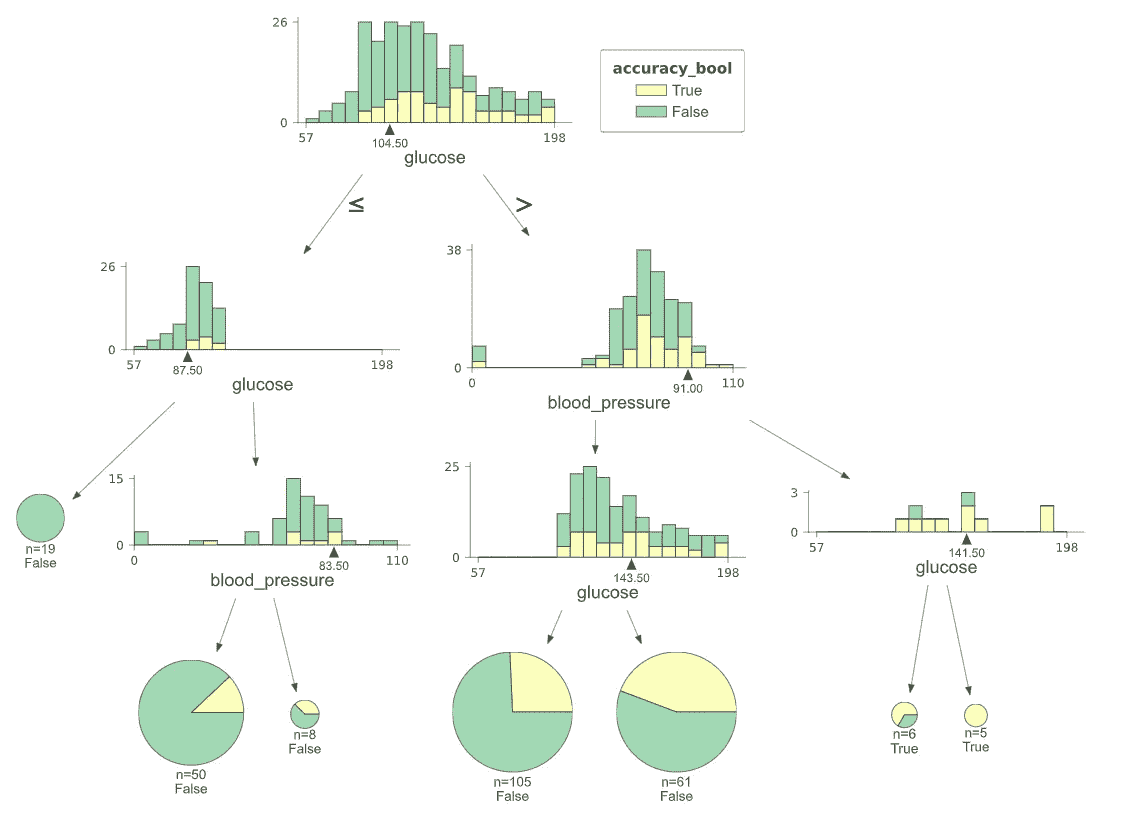 26
0
57
104.50
198
glucose
accuracy_bool
True
False
≤
>
26
0
57
87.50
198
glucose
38
0
0
91.00
110
blood_pressure
n=19
False
15
0
0
83.50
110
blood_pressure
25
0
57
143.50
198
glucose
3
0
57
141.50
198
glucose
n=50
False
n=8
False
n=105
False
n=61
False
n=6
True
n=5
True